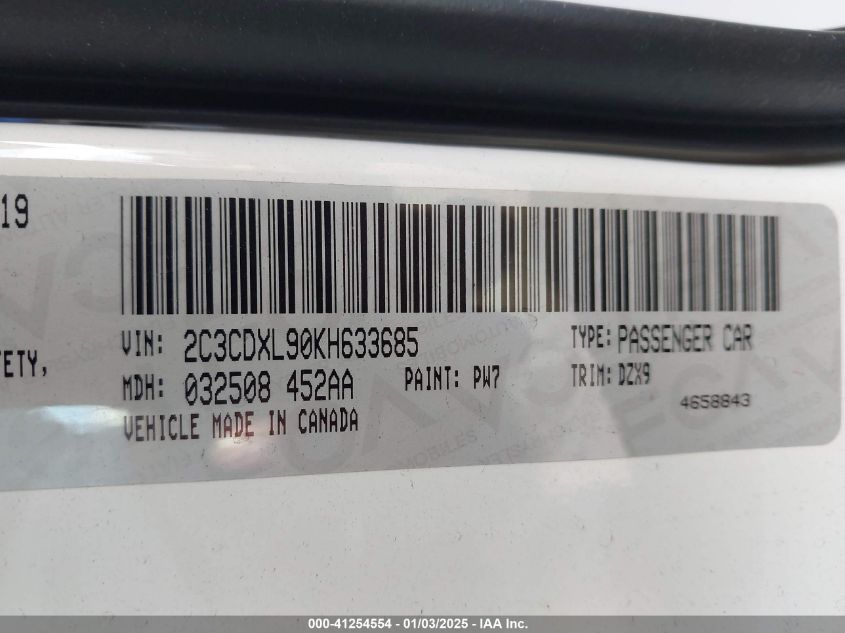 19
VIN: 2C3CDXL90KH633685 TYPE: PASSENGER CAR
ETY,
MDH: 032508 452AA PAINT: PW7 TRIM: DZX9
4658843
VEHICLE MADE IN CANADA
000-41254554 | 01/03/2025 - IAA Inc.